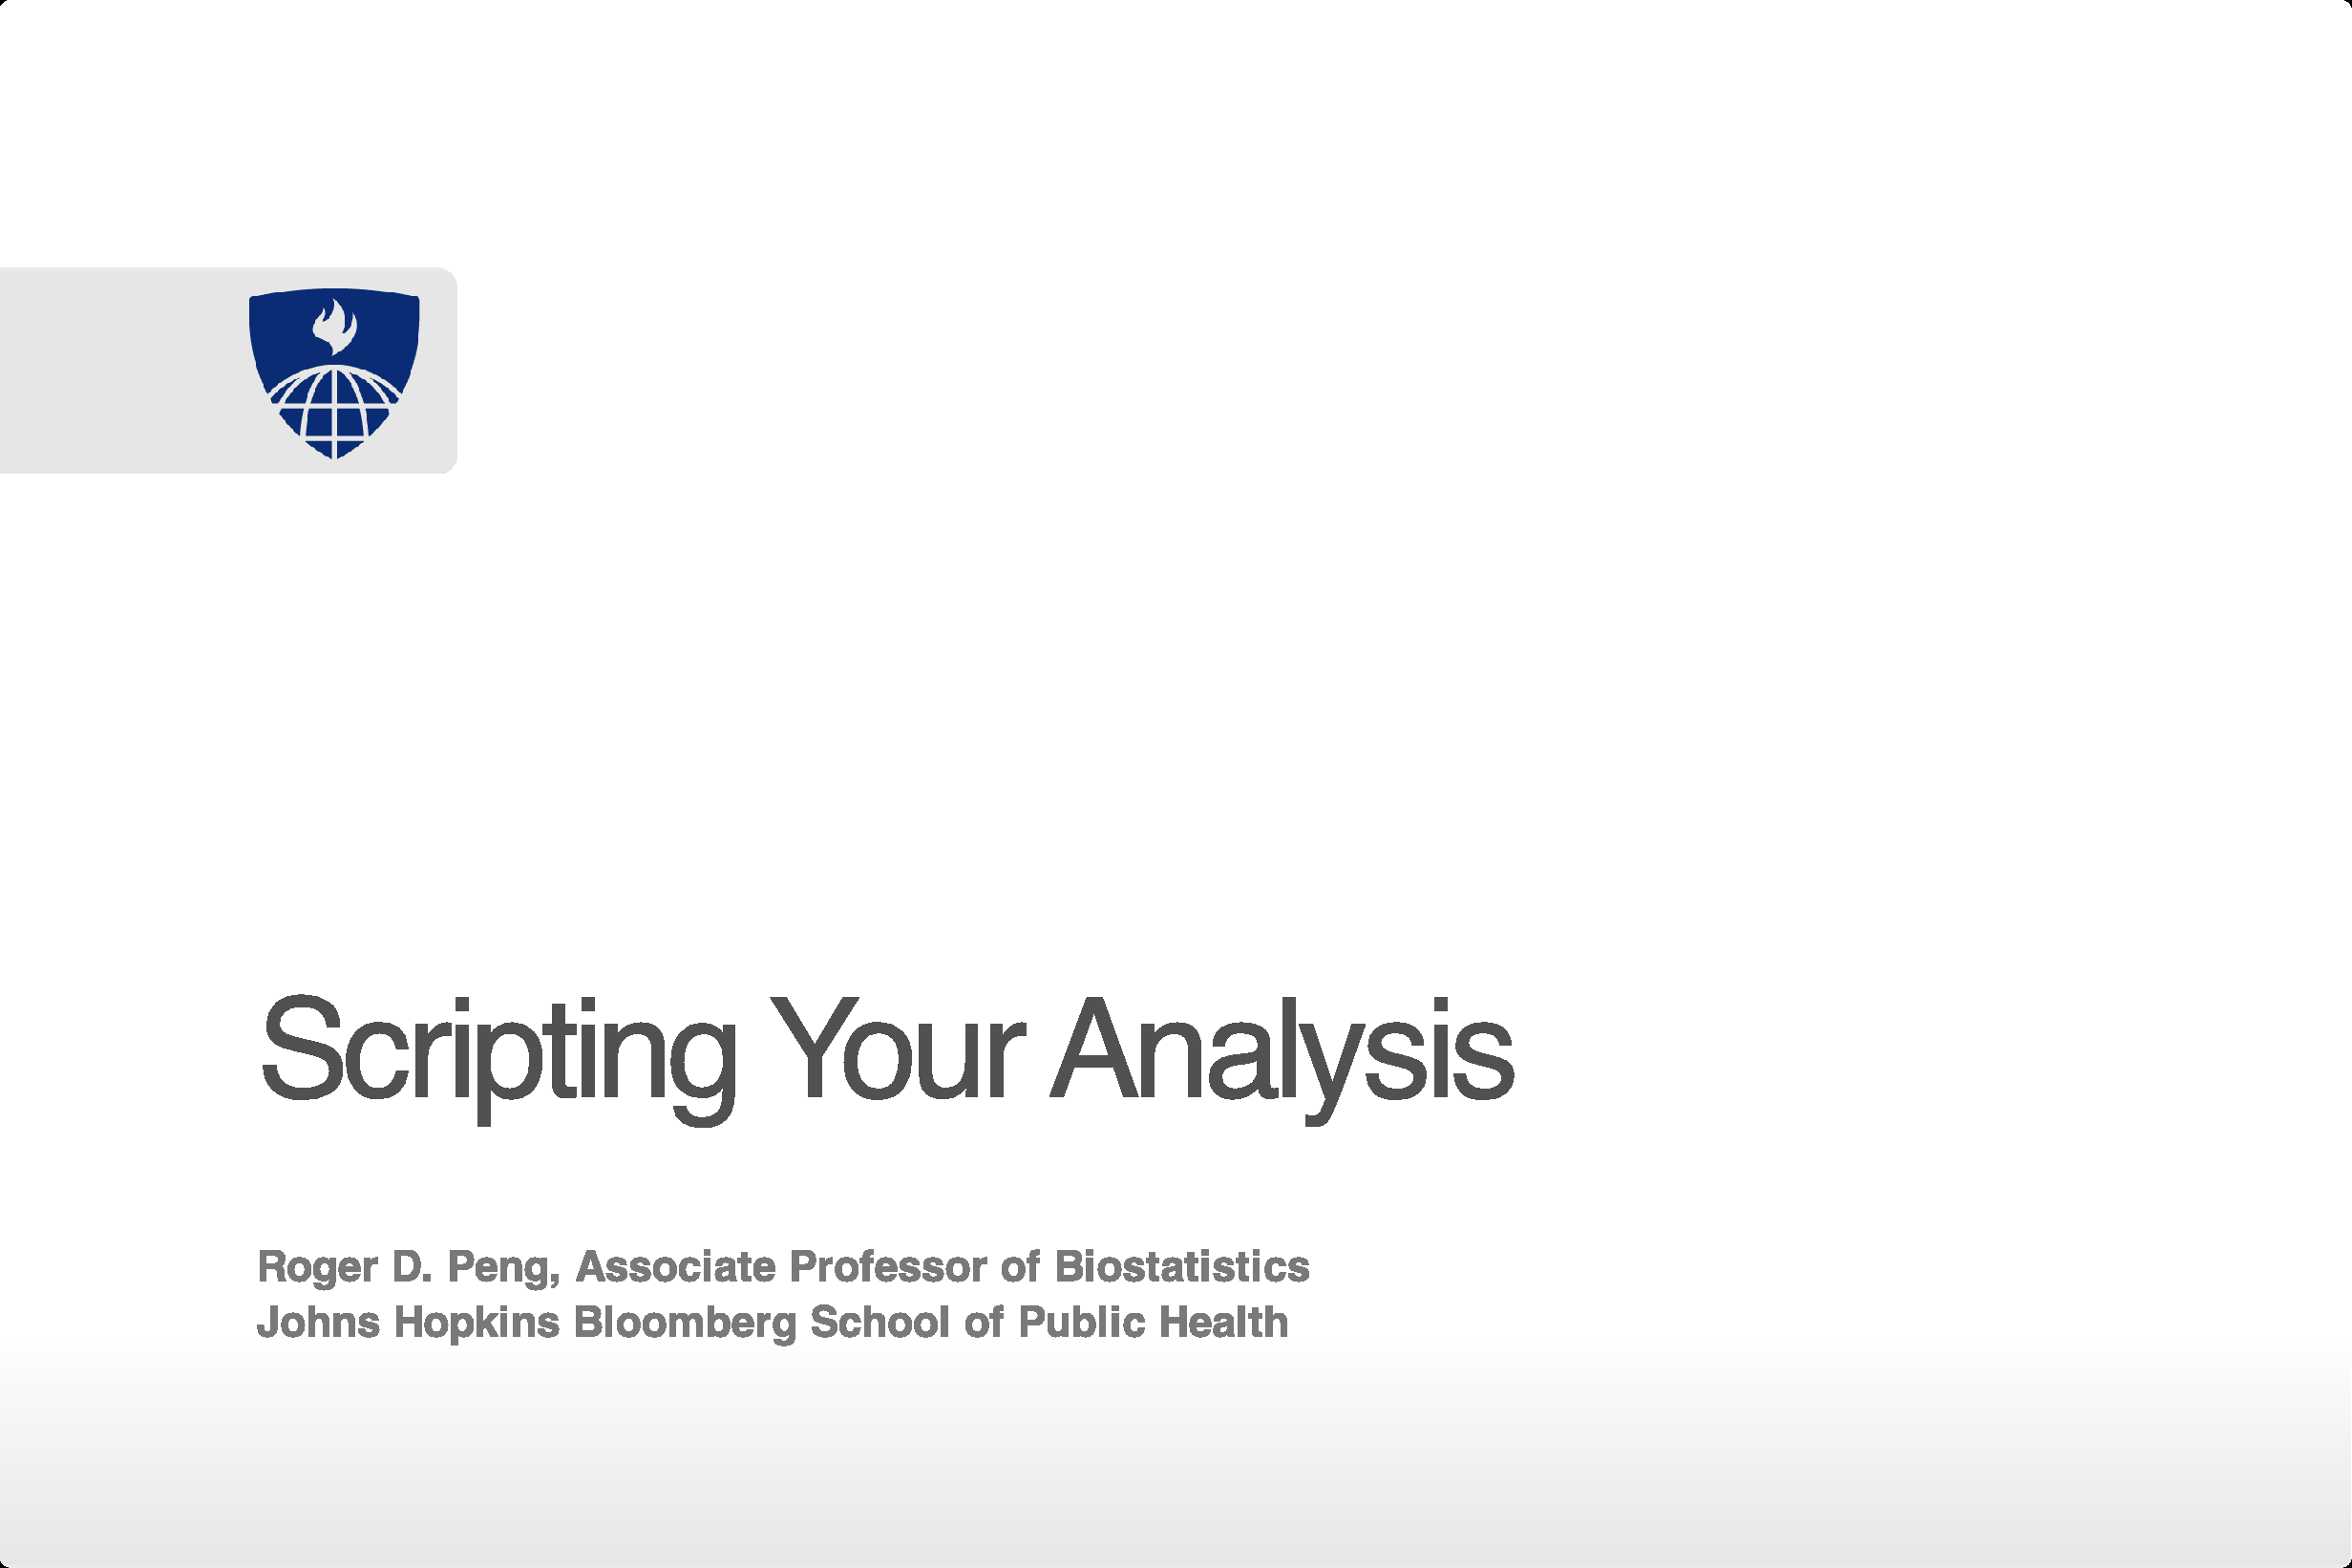 Scripting Your Analysis
Roger D. Peng, Associate Professor of Biostatistics
Johns Hopkins Bloomberg School of Public Health